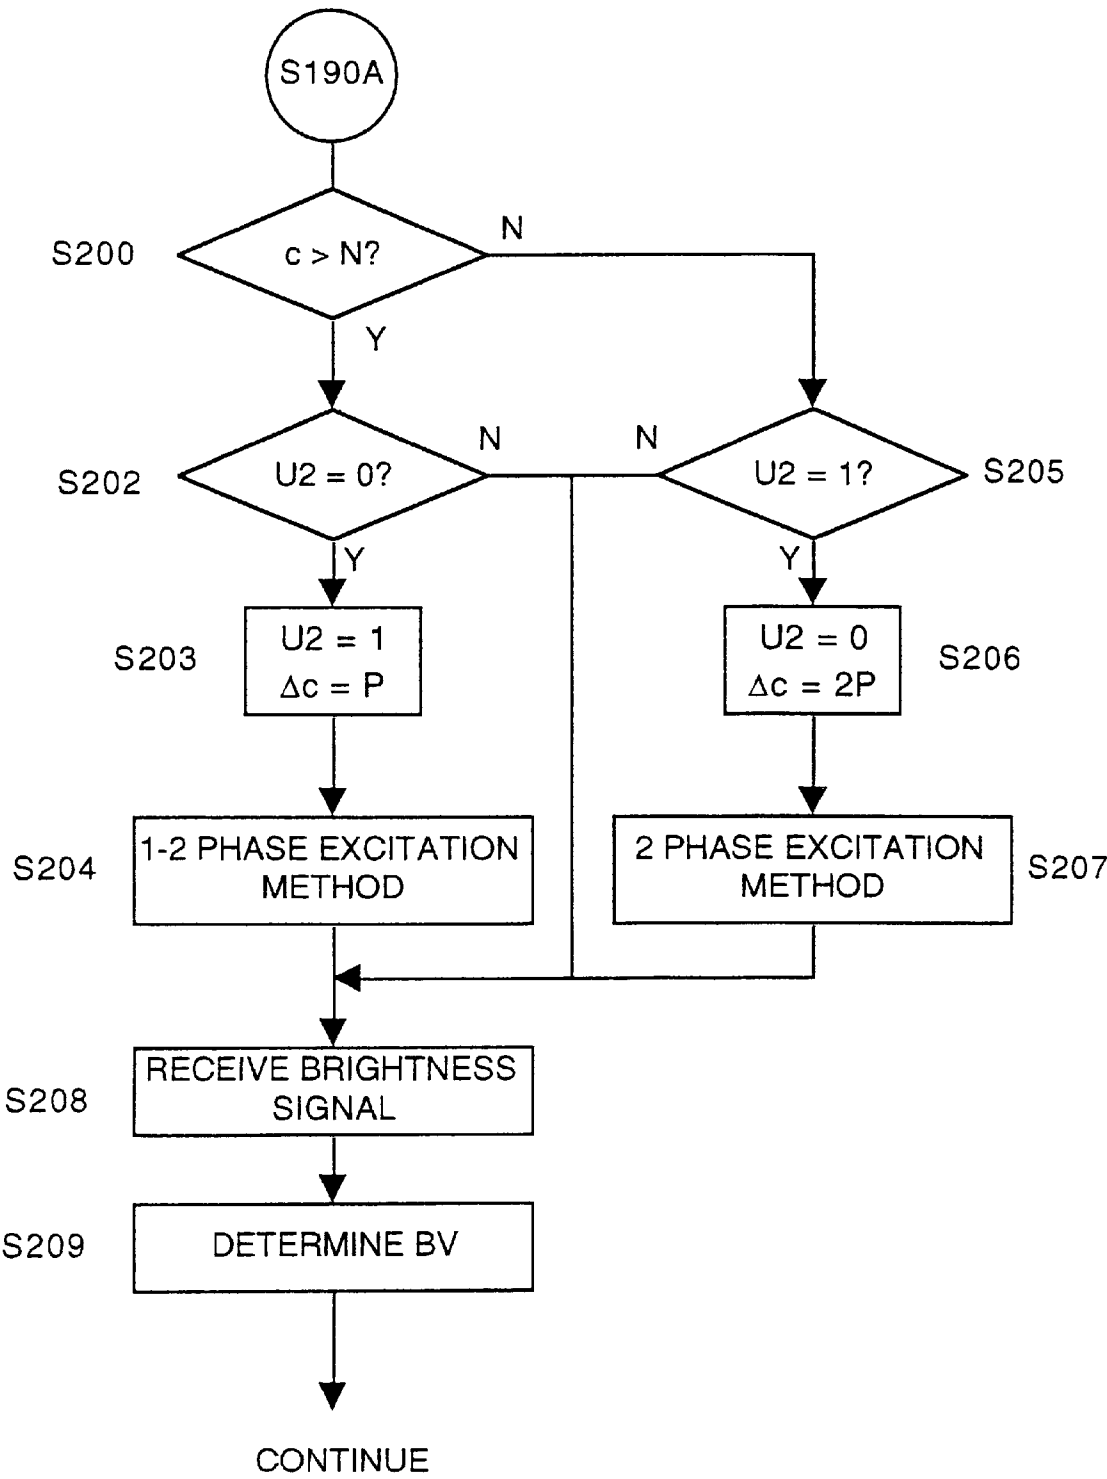 S190A
S200
c > N?
N
Y
S202
U2 = 0?
N
N
U2 = 1?
S205
Y
Y
S203
U2 = 1
Δc = P
U2 = 0
Δc = 2P
S206
S204
1-2 PHASE EXCITATION
METHOD
2 PHASE EXCITATION
METHOD
S207
S208
RECEIVE BRIGHTNESS
SIGNAL
S209
DETERMINE BV
CONTINUE